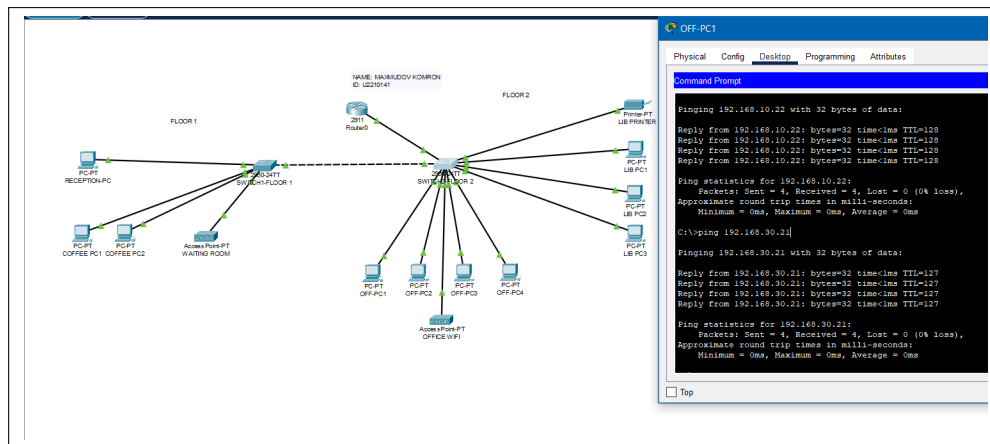 NAME: MAXMUDOV KOMRON
ID: U2210141
FLOOR 1
FLOOR 2
2911
Router0
Printer-PT
LIB PRINTER
PC-PT
RECEPTION-PC
SWITCH1-FLOOR 1
SWITCH2-FLOOR 2
PC-PT
LIB PC1
PC-PT
LIB PC2
PC-PT
LIB PC3
PC-PT
COFFEE PC1
PC-PT
COFFEE PC2
Access Point-PT
WAITING ROOM
PC-PT
OFF-PC1
PC-PT
OFF-PC2
PC-PT
OFF-PC3
PC-PT
OFF-PC4
Access Point-PT
OFFICE WIFI
OFF-PC1
Physical Config Desktop Programming Attributes
Command Prompt
Pinging 192.168.10.22 with 32 bytes of data:
Reply from 192.168.10.22: bytes=32 time<1ms TTL=128
Reply from 192.168.10.22: bytes=32 time<1ms TTL=128
Reply from 192.168.10.22: bytes=32 time<1ms TTL=128
Reply from 192.168.10.22: bytes=32 time<1ms TTL=128
Ping statistics for 192.168.10.22:
Packets: Sent = 4, Received = 4, Lost = 0 (0% loss),
Approximate round trip times in milli-seconds:
Minimum = 0ms, Maximum = 0ms, Average = 0ms
C:\>ping 192.168.30.21
Pinging 192.168.30.21 with 32 bytes of data:
Reply from 192.168.30.21: bytes=32 time<1ms TTL=127
Reply from 192.168.30.21: bytes=32 time<1ms TTL=127
Reply from 192.168.30.21: bytes=32 time<1ms TTL=127
Reply from 192.168.30.21: bytes=32 time<1ms TTL=127
Ping statistics for 192.168.30.21:
Packets: Sent = 4, Received = 4, Lost = 0 (0% loss),
Approximate round trip times in milli-seconds:
Minimum = 0ms, Maximum = 0ms, Average = 0ms
Top